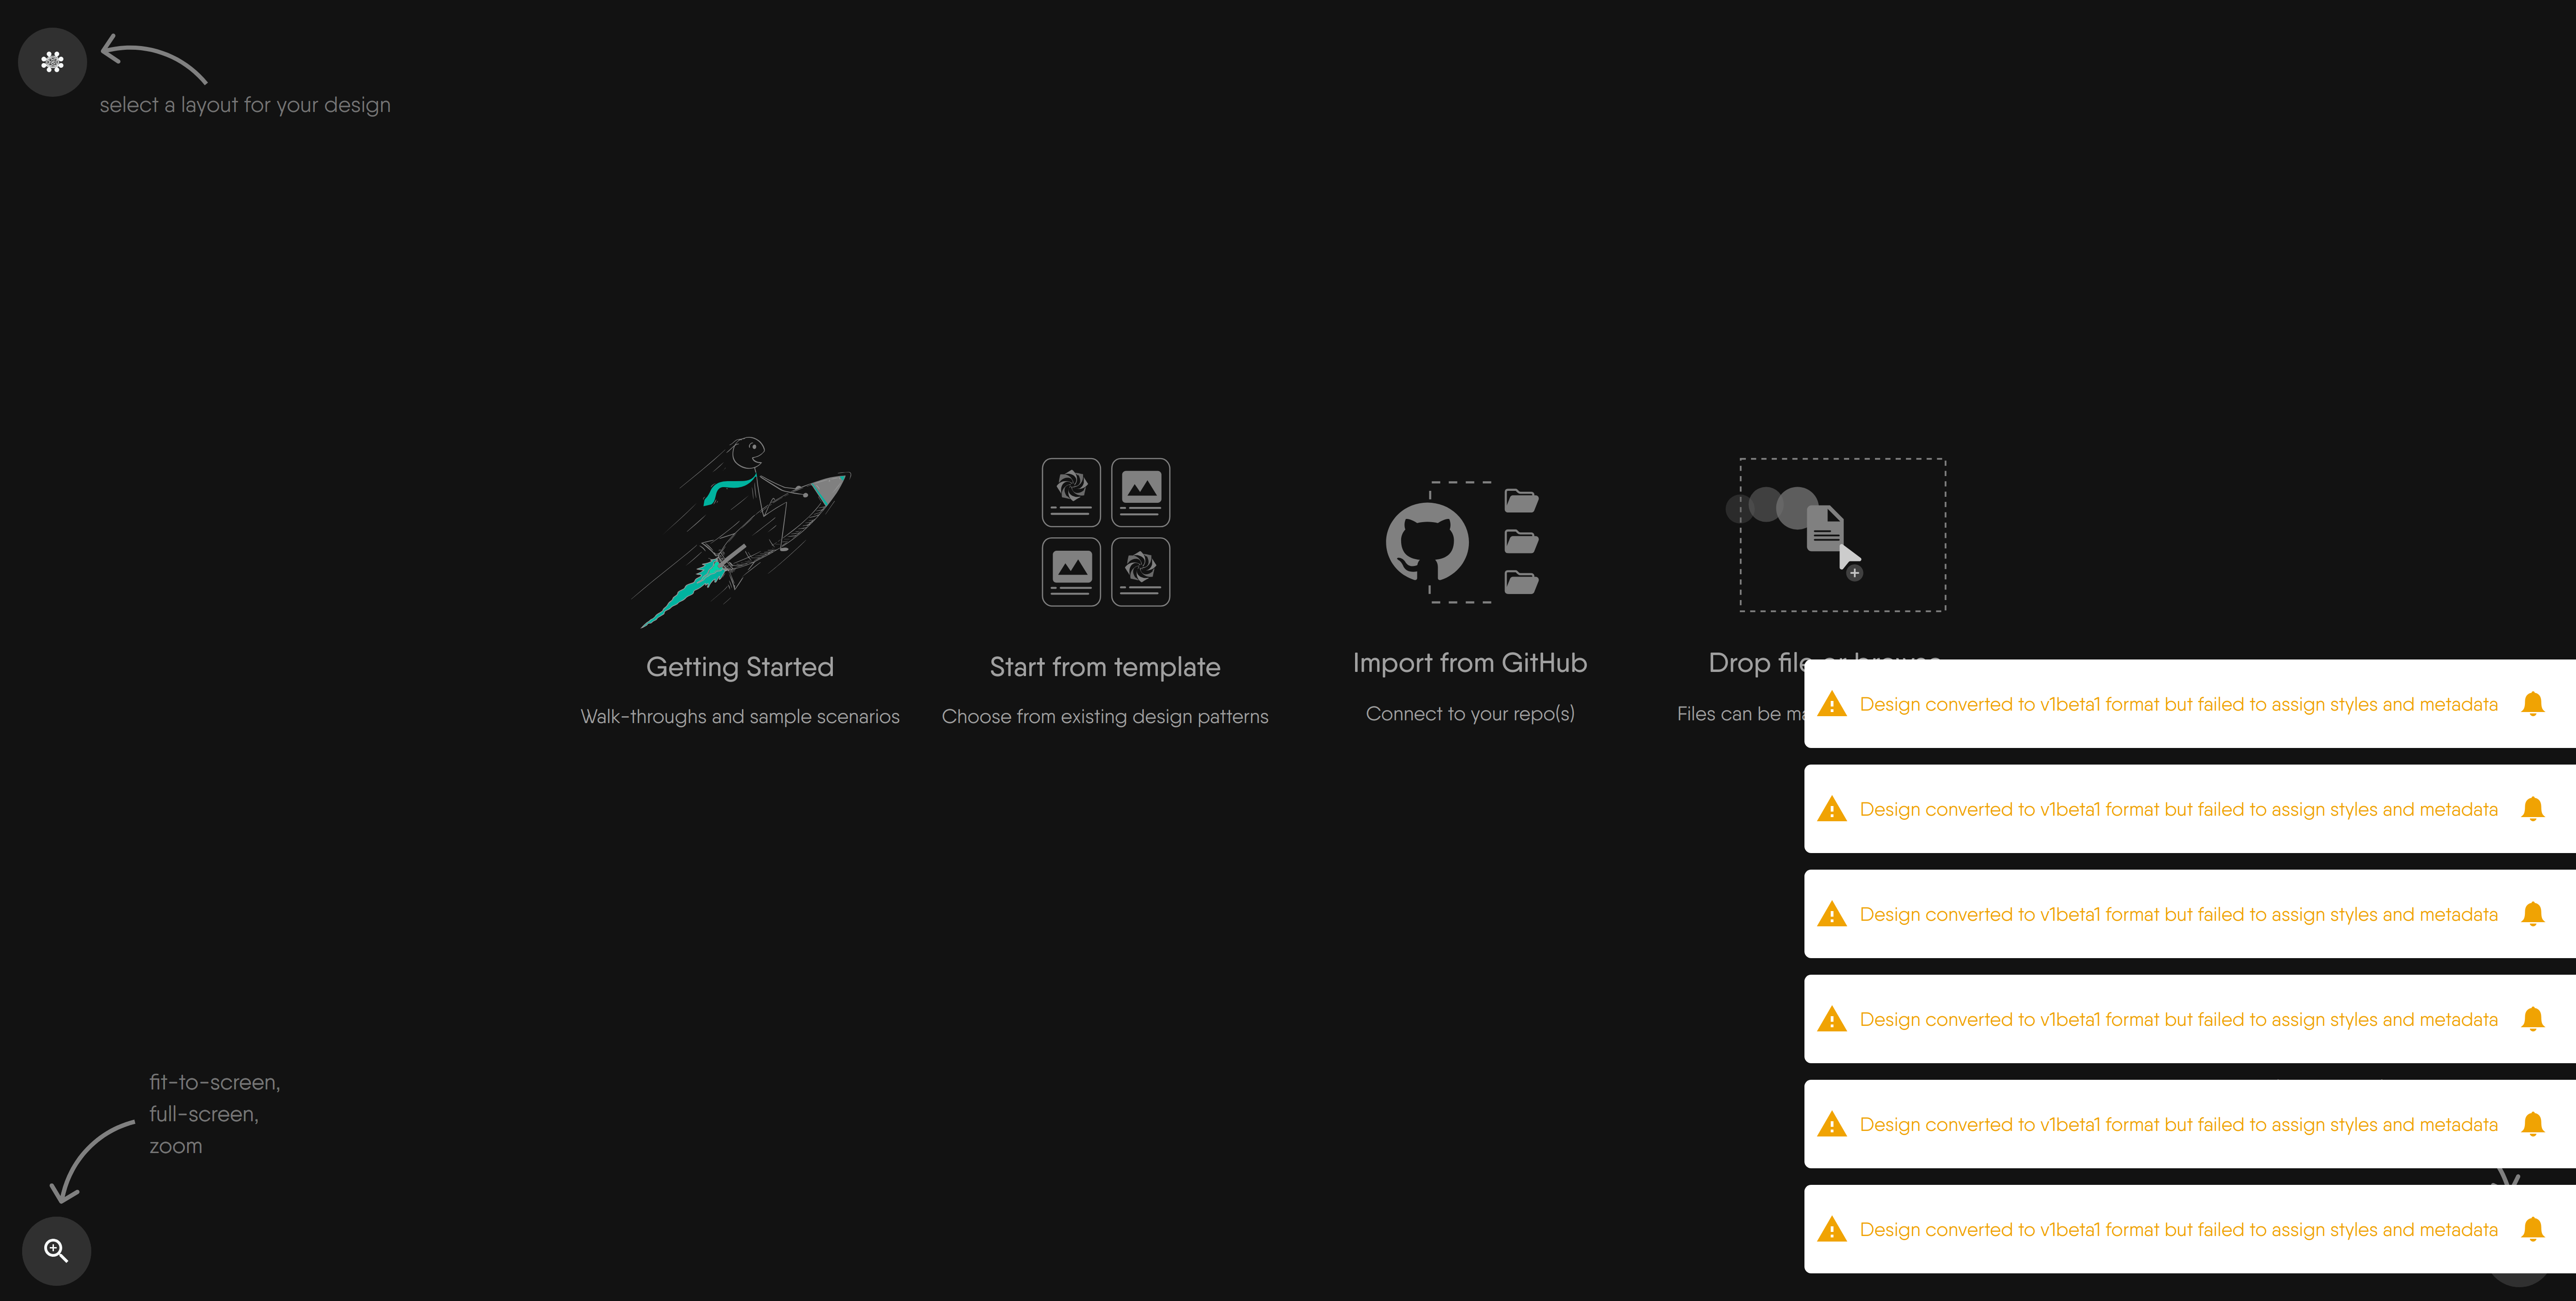 select a layout for your design
Getting Started
Walk-throughs and sample scenarios
Start from template
Choose from existing design patterns
Import from GitHub
Connect to your repo(s)
Drop file or browse
Files can be
Design converted to v1beta1 format but failed to assign styles and metadata
Design converted to v1beta1 format but failed to assign styles and metadata
Design converted to v1beta1 format but failed to assign styles and metadata
Design converted to v1beta1 format but failed to assign styles and metadata
Design converted to v1beta1 format but failed to assign styles and metadata
Design converted to v1beta1 format but failed to assign styles and metadata
fit-to-screen,
full-screen,
zoom